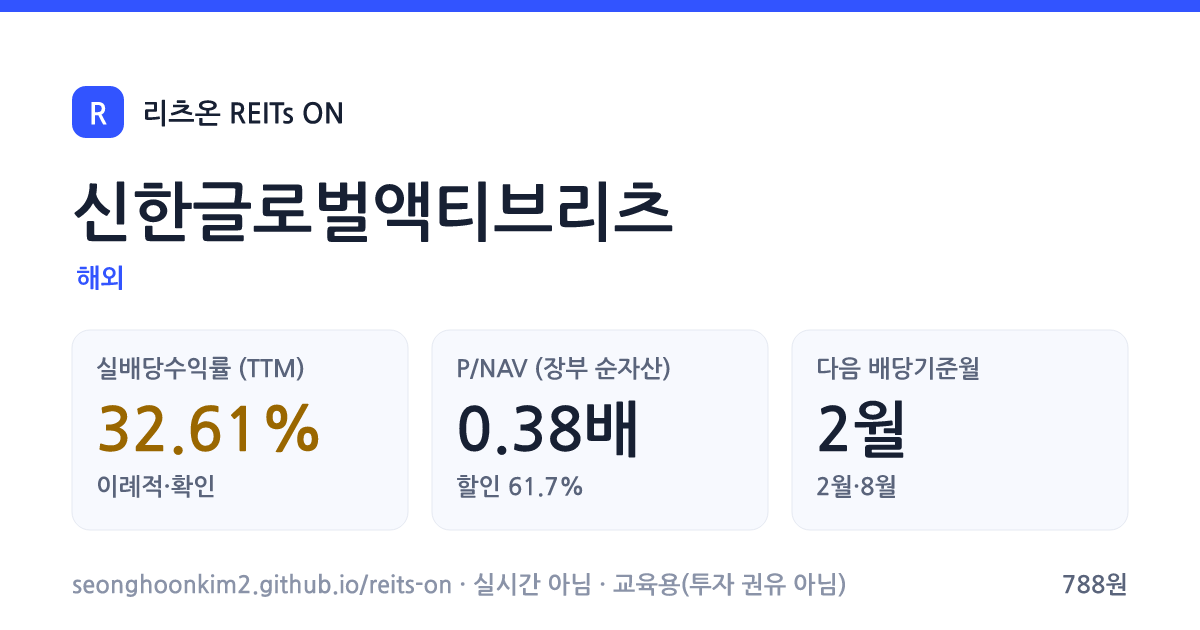 R 리츠온 REITs ON
신한글로벌액티브리츠
해외
실배당수익률 (TTM)
32.61%
이례적·확인
P/NAV (장부 순자산)
0.38배
할인 61.7%
다음 배당기준월
2월
2월·8월
seonghoonkim2.github.io/reits-on · 실시간 아님 · 교육용(투자 권유 아님)
788원